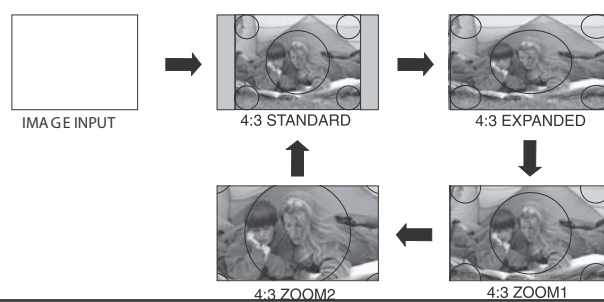 IMAGE INPUT
4:3 STANDARD
4:3 EXPANDED
4:3 ZOOM2
4:3 ZOOM1